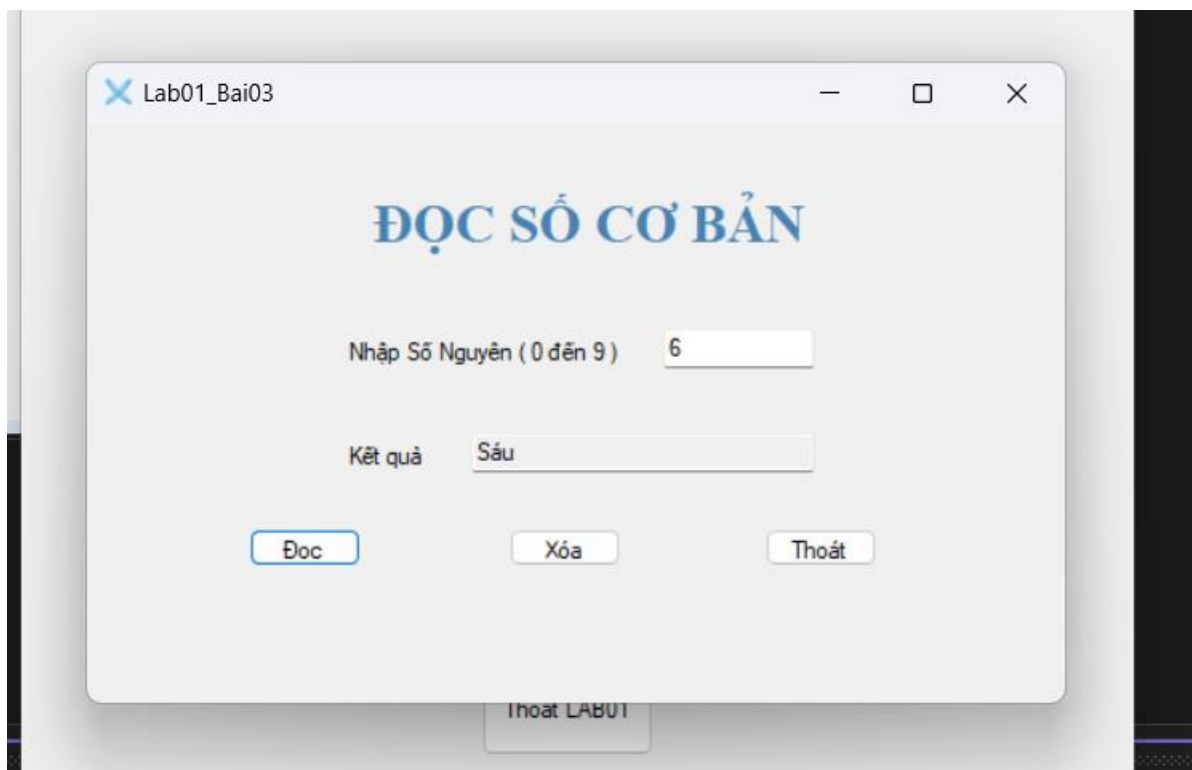 Lab01_Bai03
ĐỌC SỐ CƠ BẢN
Nhập Số Nguyên ( 0 đến 9 ) 6
Kết quả Sáu
Đọc Xóa Thoát
Thoát LAB01